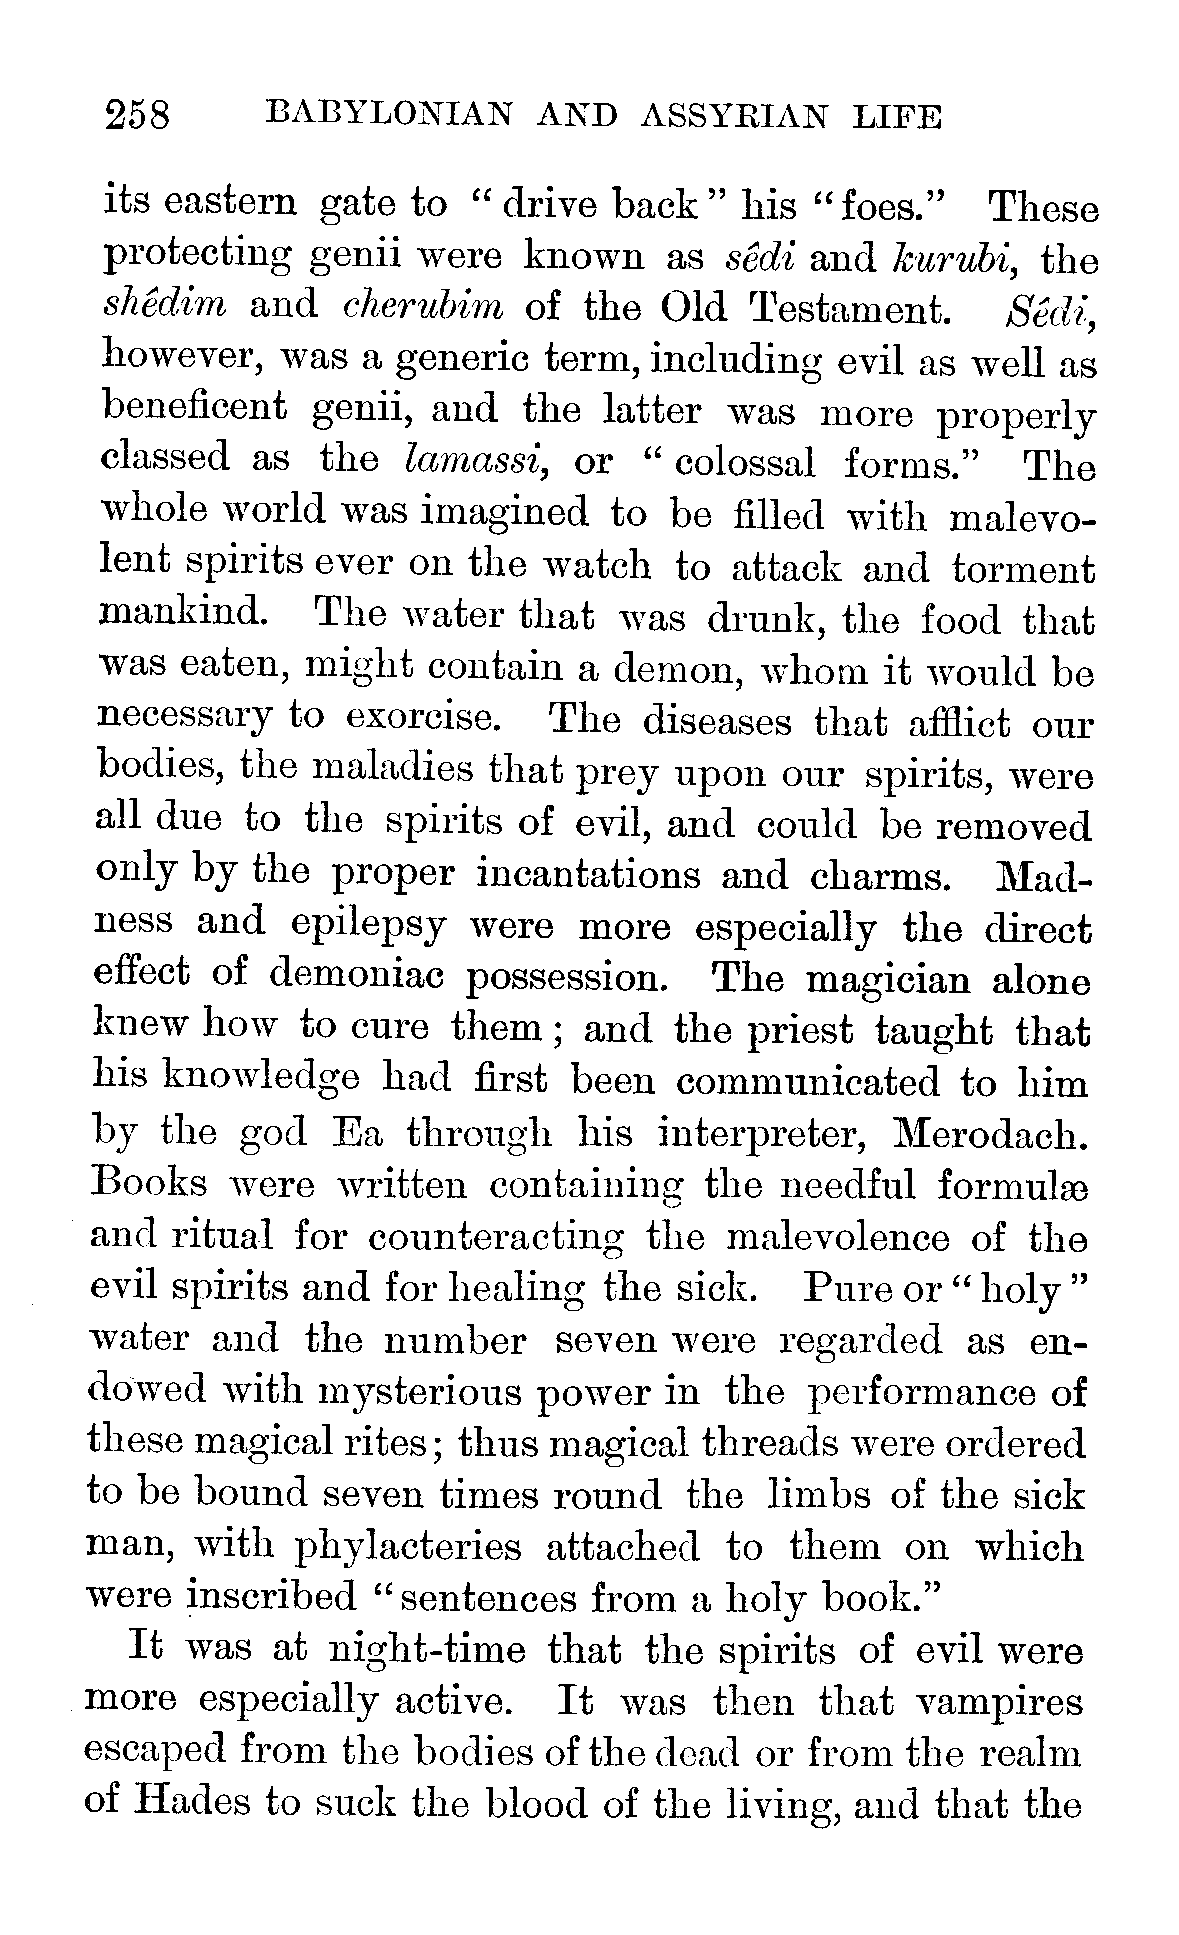 258 BABYLONIAN AND ASSYRIAN LIFE
its eastern gate to “ drive back ” his “ foes.” These
protecting genii were known as sêdi and kurubi, the
shêdim and cherubim of the Old Testament. Sêdi,
however, was a generic term, including evil as well as
beneficent genii, and the latter was more properly
classed as the lamassi, or “ colossal forms.” The
whole world was imagined to be filled with malevo-
lent spirits ever on the watch to attack and torment
mankind. The water that was drunk, the food that
was eaten, might contain a demon, whom it would be
necessary to exorcise. The diseases that afflict our
bodies, the maladies that prey upon our spirits, were
all due to the spirits of evil, and could be removed
only by the proper incantations and charms. Mad-
ness and epilepsy were more especially the direct
effect of demoniac possession. The magician alone
knew how to cure them ; and the priest taught that
his knowledge had first been communicated to him
by the god Ea through his interpreter, Merodach.
Books were written containing the needful formulæ
and ritual for counteracting the malevolence of the
evil spirits and for healing the sick. Pure or “ holy ”
water and the number seven were regarded as en-
dowed with mysterious power in the performance of
these magical rites ; thus magical threads were ordered
to be bound seven times round the limbs of the sick
man, with phylacteries attached to them on which
were inscribed “ sentences from a holy book.”
It was at night-time that the spirits of evil were
more especially active. It was then that vampires
escaped from the bodies of the dead or from the realm
of Hades to suck the blood of the living, and that the